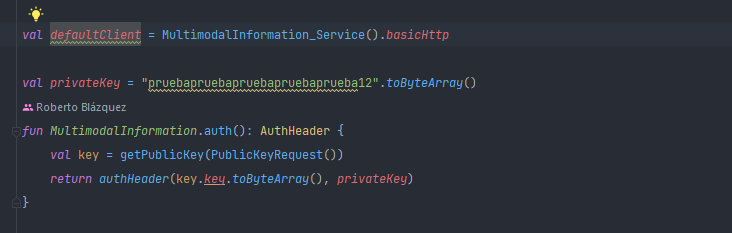 val defaultClient = MultimodalInformation_Service().basicHttp
val privateKey = "pruebapruebapruebapruebaprueba12".toByteArray()
Roberto Blázquez
fun MultimodalInformation.auth(): AuthHeader {
val key = getPublicKey(PublicKeyRequest())
return authHeader(key.key.toByteArray(), privateKey)
}